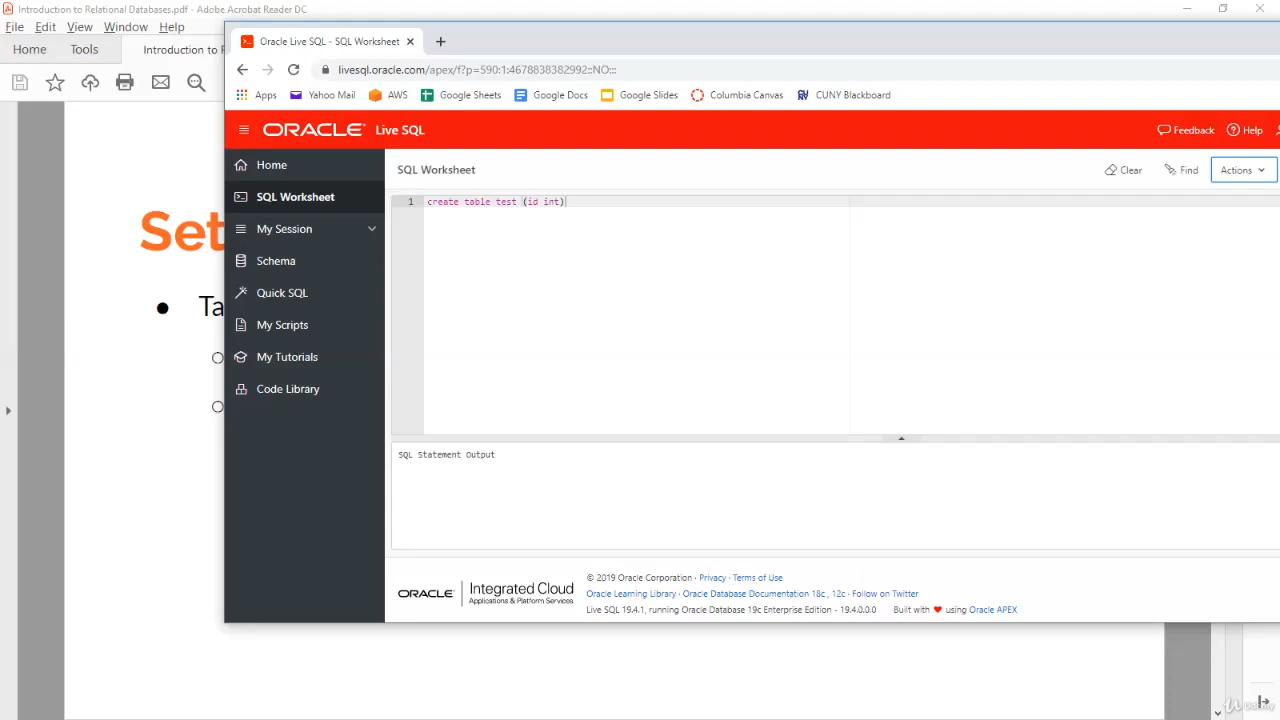 Introduction to Relational Databases.pdf - Adobe Acrobat Reader DC
File Edit View Window Help
Home Tools Introduction to R
Oracle Live SQL - SQL Worksheet
livesql.oracle.com/apex/f?p=590:1:4678838382992::NO:::
Apps Yahoo Mail AWS Google Sheets Google Docs Google Slides Columbia Canvas CUNY Blackboard
ORACLE Live SQL Feedback Help
Home
SQL Worksheet
My Session
Schema
Quick SQL
My Scripts
My Tutorials
Code Library
SQL Worksheet Clear Find Actions
1 create table test (id int)
SQL Statement Output
ORACLE Integrated Cloud
Applications & Platform Services
© 2019 Oracle Corporation · Privacy · Terms of Use
Oracle Learning Library · Oracle Database Documentation 18c , 12c · Follow on Twitter
Live SQL 19.4.1, running Oracle Database 19c Enterprise Edition - 19.4.0.0.0 Built with ♥ using Oracle APEX
Set
Ta
Udemy